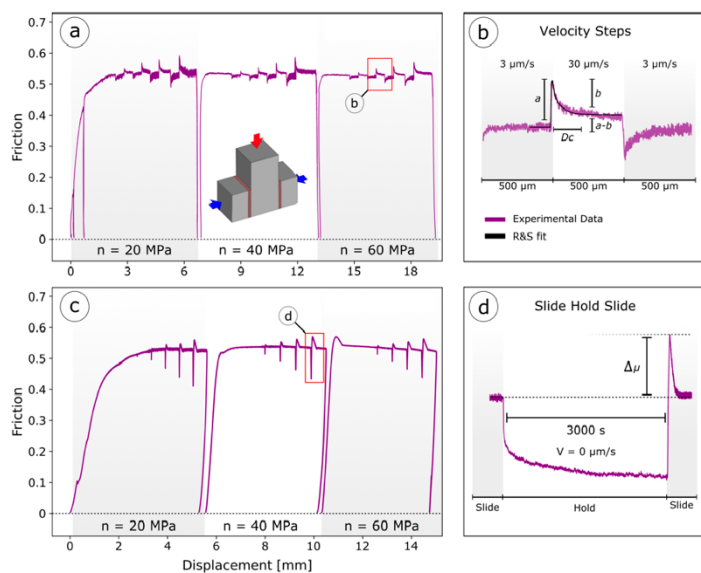 a
Friction
0.7
0.6
0.5
0.4
0.3
0.2
0.1
0
b
n = 20 MPa
n = 40 MPa
n = 60 MPa
0 3 6 9 12 15 18
b
Velocity Steps
3 µm/s 30 µm/s 3 µm/s
a
b
a-b
Dc
500 µm 500 µm 500 µm
Experimental Data
R&S fit
c
Friction
0.7
0.6
0.5
0.4
0.3
0.2
0.1
0
d
n = 20 MPa
n = 40 MPa
n = 60 MPa
0 2 4 6 8 10 12 14
Displacement [mm]
d
Slide Hold Slide
Δµ
3000 s
V = 0 µm/s
Slide Hold Slide